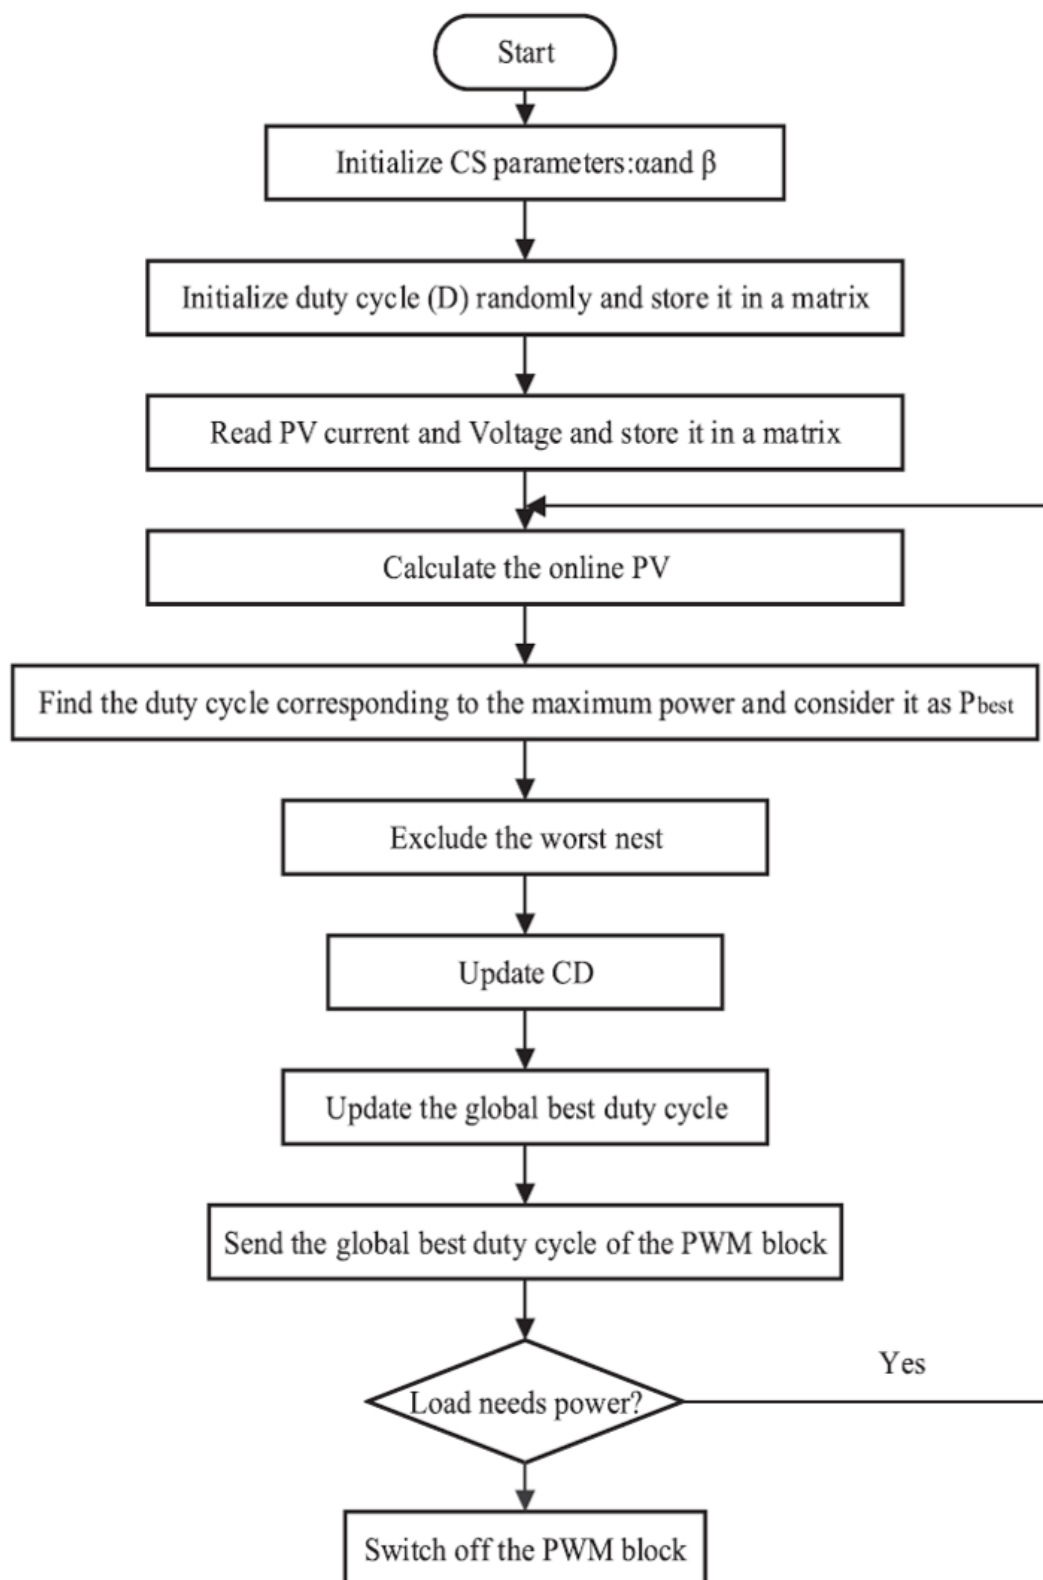 Start
Initialize CS parameters:αand β
Initialize duty cycle (D) randomly and store it in a matrix
Read PV current and Voltage and store it in a matrix
Calculate the online PV
Find the duty cycle corresponding to the maximum power and consider it as Pbest
Exclude the worst nest
Update CD
Update the global best duty cycle
Send the global best duty cycle of the PWM block
Load needs power?
Yes
Switch off the PWM block